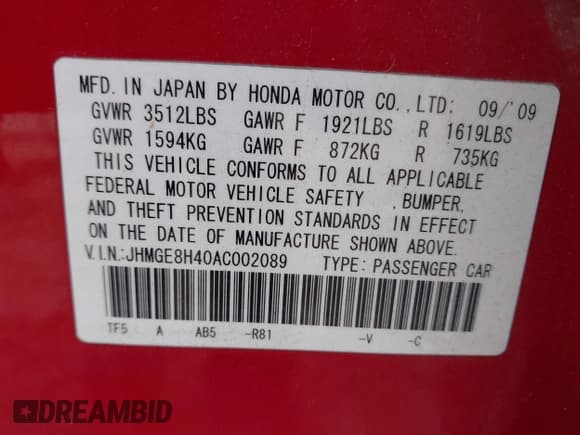 MFD. IN JAPAN BY HONDA MOTOR CO., LTD: 09/'09
GVWR 3512LBS GAWR F 1921LBS R 1619LBS
GVWR 1594KG GAWR F 872KG R 735KG
THIS VEHICLE CONFORMS TO ALL APPLICABLE
FEDERAL MOTOR VEHICLE SAFETY , BUMPER,
AND THEFT PREVENTION STANDARDS IN EFFECT
ON THE DATE OF MANUFACTURE SHOWN ABOVE.
V.I.N.:JHMGE8H40AC002089 TYPE: PASSENGER CAR
TF5 A AB5 -R81 -V -C
DREAMBID